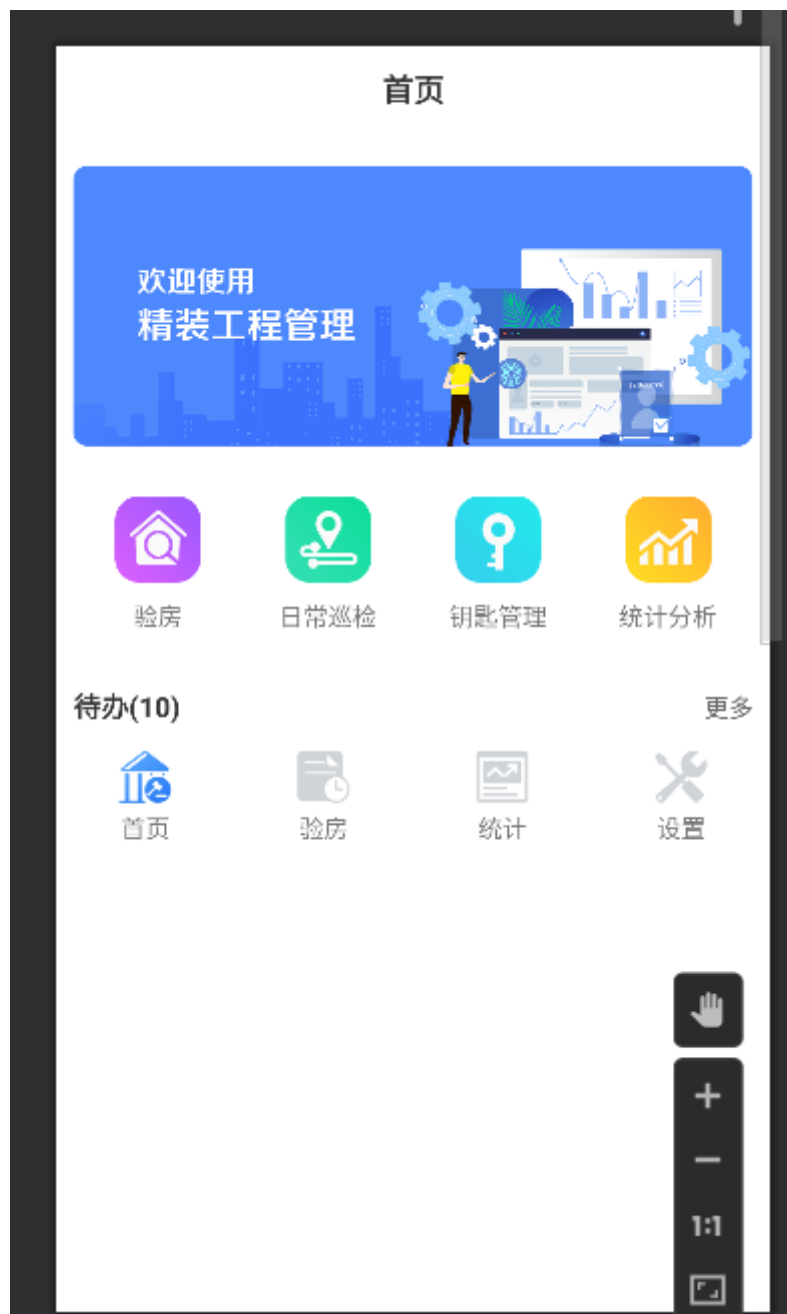 首页
欢迎使用
精装工程管理
验房
日常巡检
钥匙管理
统计分析
待办(10)
更多
首页
验房
统计
设置
1:1